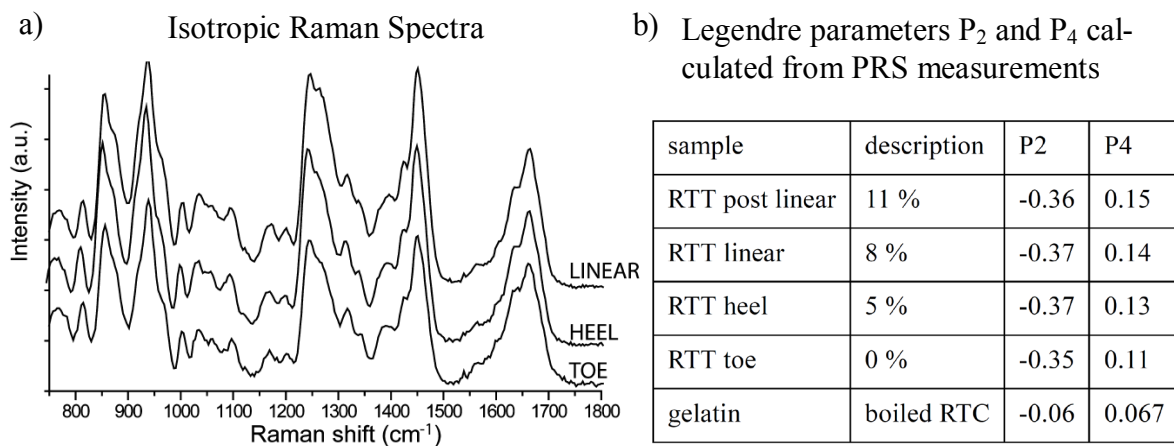 a) Isotropic Raman Spectra
Intensity (a.u.)
LINEAR
HEEL
TOE
750 900 1000 1100 1200 1300 1400 1500 1600 1700 1800
Raman shift (cm⁻¹)
b) Legendre parameters P₂ and P₄ cal-
culated from PRS measurements
sample description P2 P4
RTT post linear 11 % -0.36 0.15
RTT linear 8 % -0.37 0.14
RTT heel 5 % -0.37 0.13
RTT toe 0 % -0.35 0.11
gelatin boiled RTC -0.06 0.067